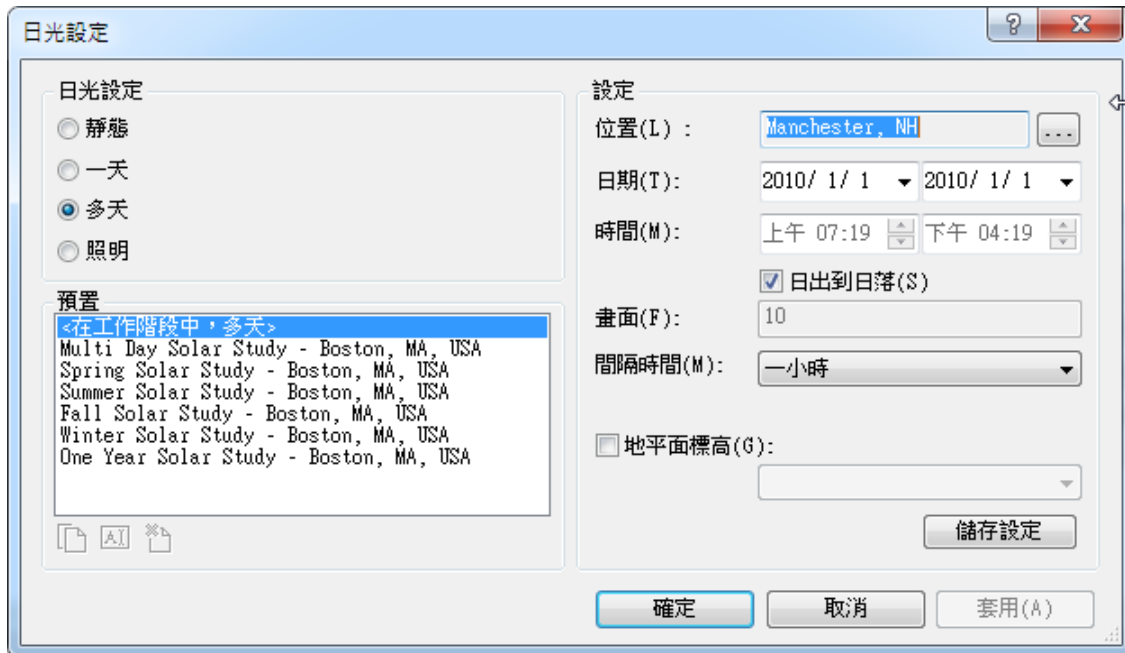 日光設定
日光設定
靜態
一天
多天
照明
預置
<在工作階段中，多天>
Multi Day Solar Study - Boston, MA, USA
Spring Solar Study - Boston, MA, USA
Summer Solar Study - Boston, MA, USA
Fall Solar Study - Boston, MA, USA
Winter Solar Study - Boston, MA, USA
One Year Solar Study - Boston, MA, USA
設定
位置(L) : Manchester, NH ...
日期(T): 2010/ 1/ 1 2010/ 1/ 1
時間(M): 上午 07:19 下午 04:19
日出到日落(S)
畫面(F): 10
間隔時間(M): 一小時
地平面標高(G):
儲存設定
確定 取消 套用(A)